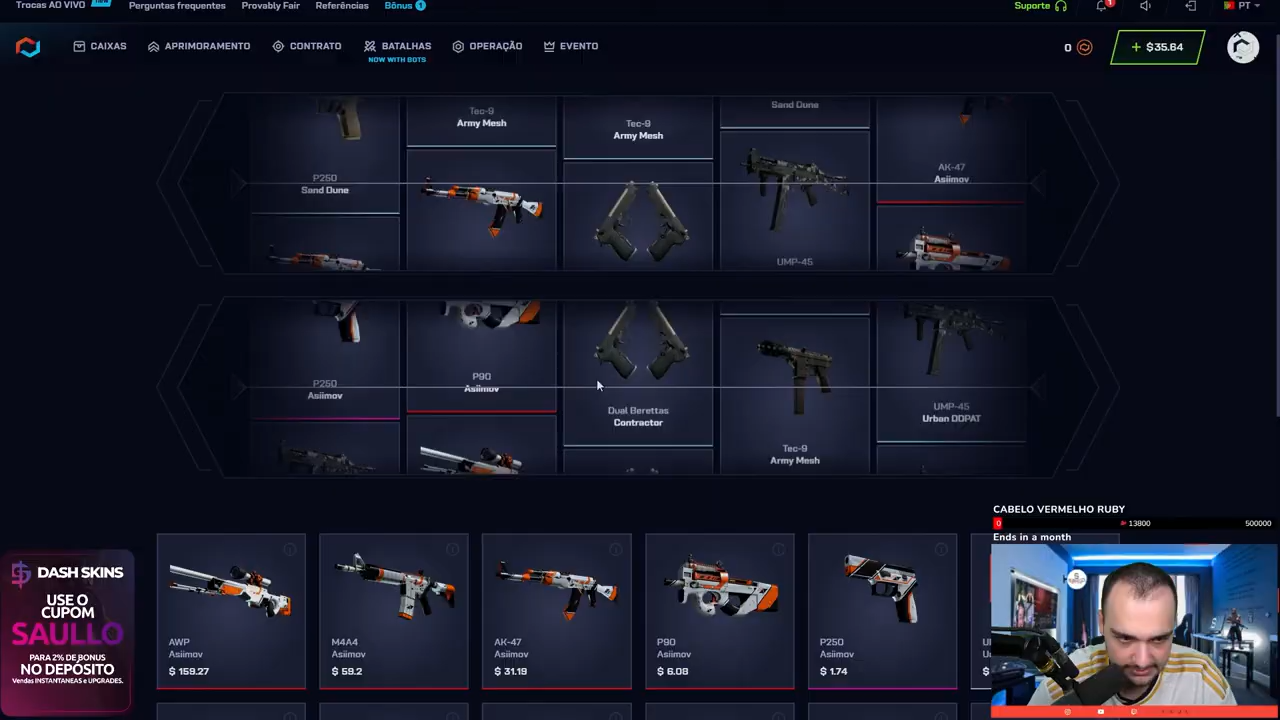 Trocas AO VIVO
Perguntas frequentes
Provably Fair
Referências
Bônus 1
Suporte
1
PT
CAIXAS
APRIMORAMENTO
CONTRATO
BATALHAS
NOW WITH BOTS
OPERAÇÃO
EVENTO
0
+ $35.64
P250
Sand Dune
Tec-9
Army Mesh
Tec-9
Army Mesh
Sand Dune
UMP-45
AK-47
Asiimov
P250
Asiimov
P90
Asiimov
Dual Berettas
Contractor
Tec-9
Army Mesh
UMP-45
Urban DDPAT
CABELO VERMELHO RUBY
0
13800
500000
Ends in a month
DASH SKINS
USE O
CUPOM
SAULLO
PARA 2% DE BONUS
NO DEPÓSITO
Vendas INSTANTANEAS e UPGRADES.
AWP
Asiimov
$ 159.27
M4A4
Asiimov
$ 59.2
AK-47
Asiimov
$ 31.19
P90
Asiimov
$ 6.08
P250
Asiimov
$ 1.74